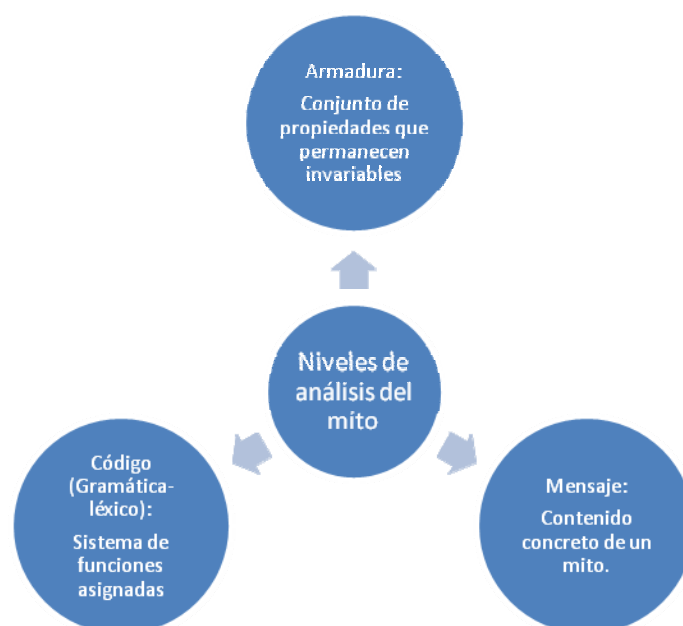 Armadura:
Conjunto de
propiedades que
permanecen
invariables
Niveles de
análisis del
mito
Código
(Gramática-
léxico):
Sistema de
funciones
asignadas
Mensaje:
Contenido
concreto de un
mito.